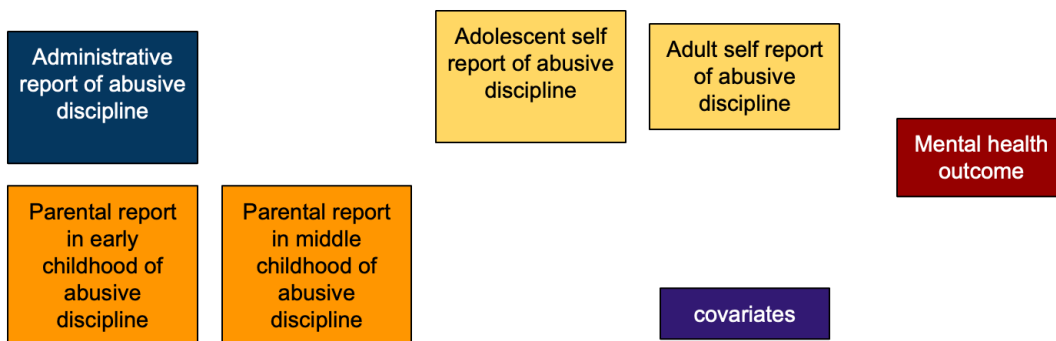 Administrative
report of abusive
discipline
Adolescent self
report of abusive
discipline
Adult self report
of abusive
discipline
Mental health
outcome
Parental report
in early
childhood of
abusive
discipline
Parental report
in middle
childhood of
abusive
discipline
covariates